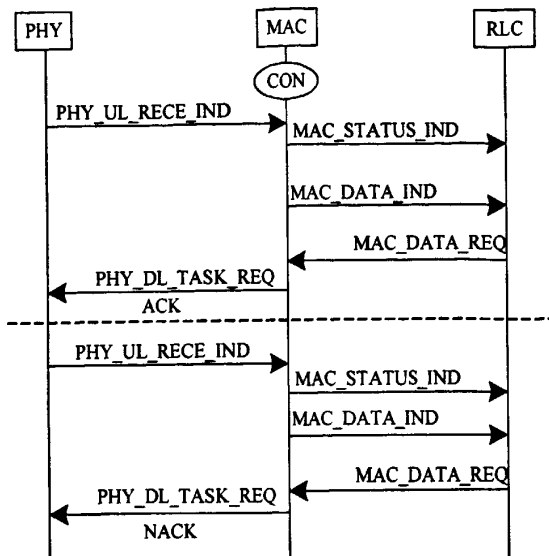 PHY
MAC
RLC
CON
PHY_UL_RECE_IND
MAC_STATUS_IND
MAC_DATA_IND
MAC_DATA_REQ
PHY_DL_TASK_REQ
ACK
PHY_UL_RECE_IND
MAC_STATUS_IND
MAC_DATA_IND
MAC_DATA_REQ
PHY_DL_TASK_REQ
NACK